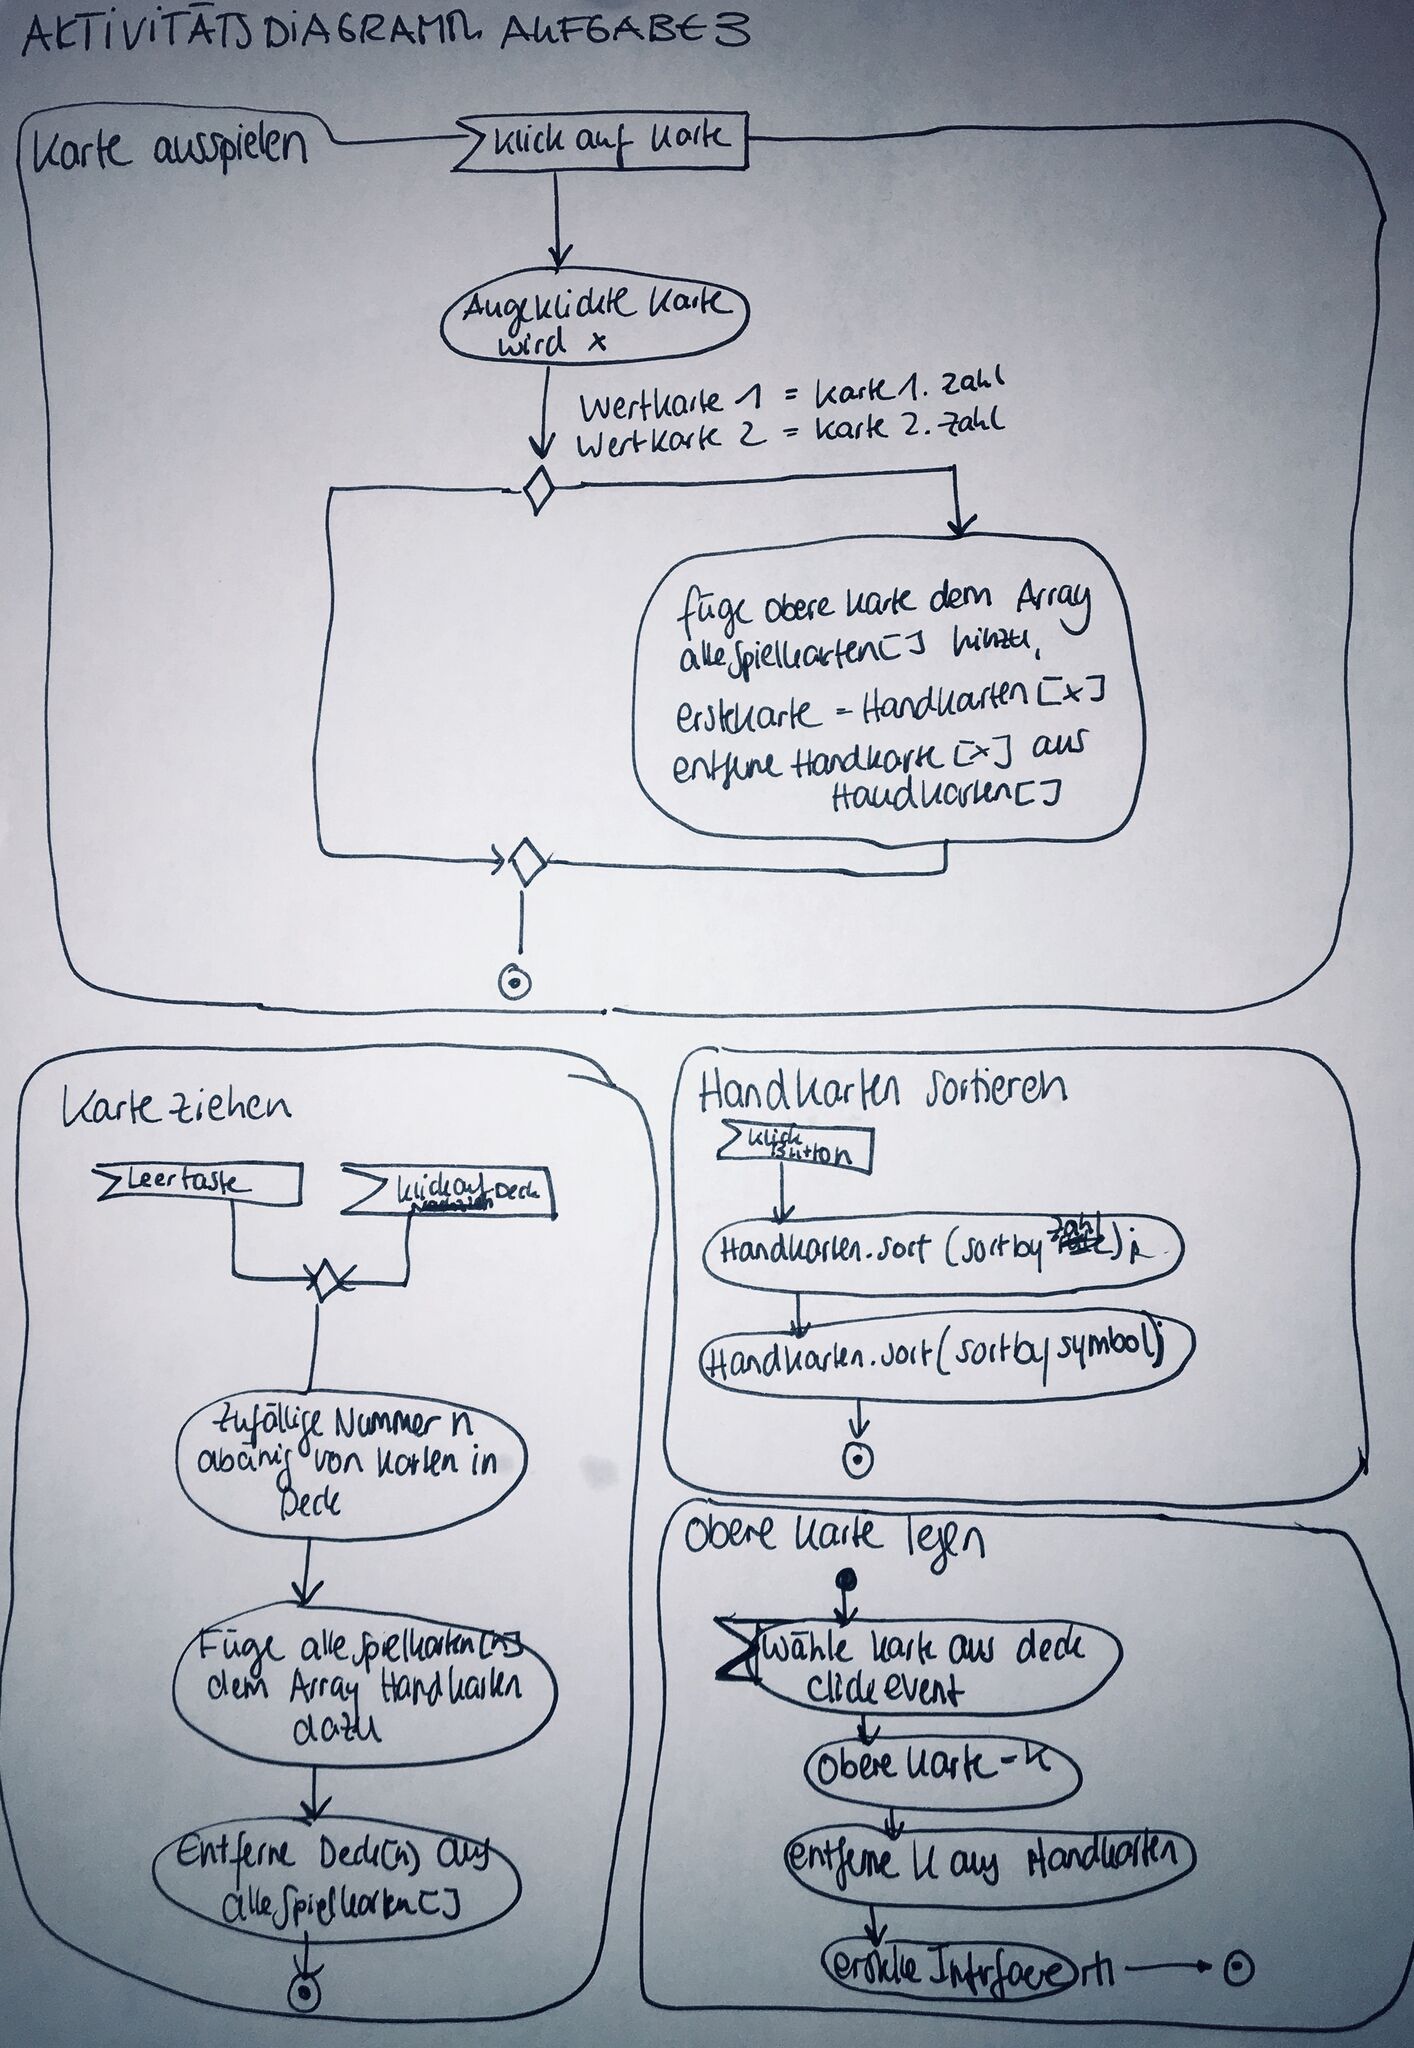 AKTIVITÄTSDIAGRAMM AUFGABE 3
Karte ausspielen
Klick auf Karte
Angeklickte Karte
wird x
Wertkarte 1 = Karte 1. Zahl
Wertkarte 2 = Karte 2. Zahl
füge obere Karte dem Array
alleSpielkarten[] hinzu,
ersteKarte = Handkarten [x]
entferne Handkarte [x] aus
Handkarten[]
Karte ziehen
Leertaste
Klick auf Deck
Zufällige Nummer n
abänig von Karten in
Deck
Füge alleSpielkarten[n]
dem Array Handkarten
dazu
Entferne Deck(n) aus
alleSpielkarten[]
Handkarten sortieren
Klick
Button
Handkarten.sort (sortby Zahl);
Handkarten.sort(sortby symbol);
Obere Karte legen
Wähle Karte aus deck
click event
Obere Karte = K
entferne K aus Handkarten
erstelle Interface